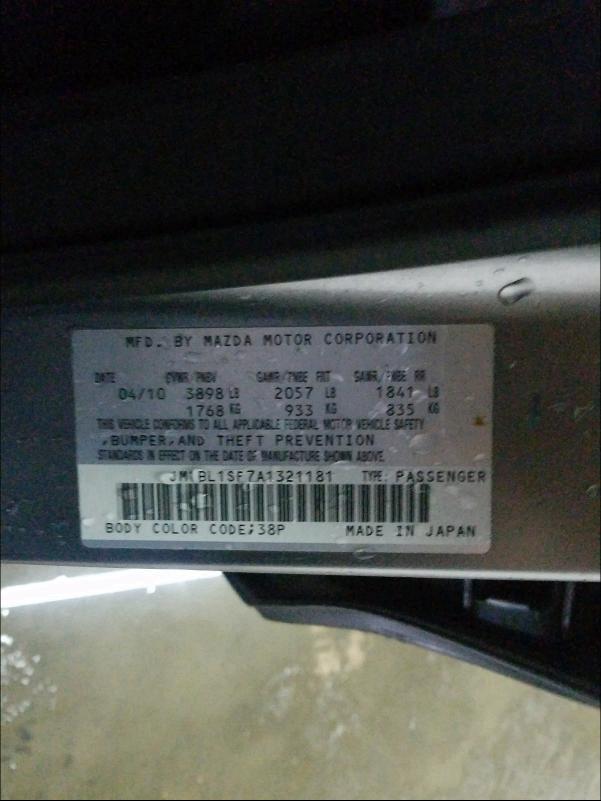 MFD. BY MAZDA MOTOR CORPORATION
DATE GVWR/PNBV GAWR/PNBE FRT GAWR/PNBE RR
04/10 3898 LB 2057 LB 1841 LB
1768 KG 933 KG 835 KG
THIS VEHICLE CONFORMS TO ALL APPLICABLE FEDERAL MOTOR VEHICLE SAFETY
,BUMPER,AND THEFT PREVENTION
STANDARDS IN EFFECT ON THE DATE OF MANUFACTURE SHOWN ABOVE.
BL1SF7A1321181 TYPE: PASSENGER
BODY COLOR CODE;38P MADE IN JAPAN